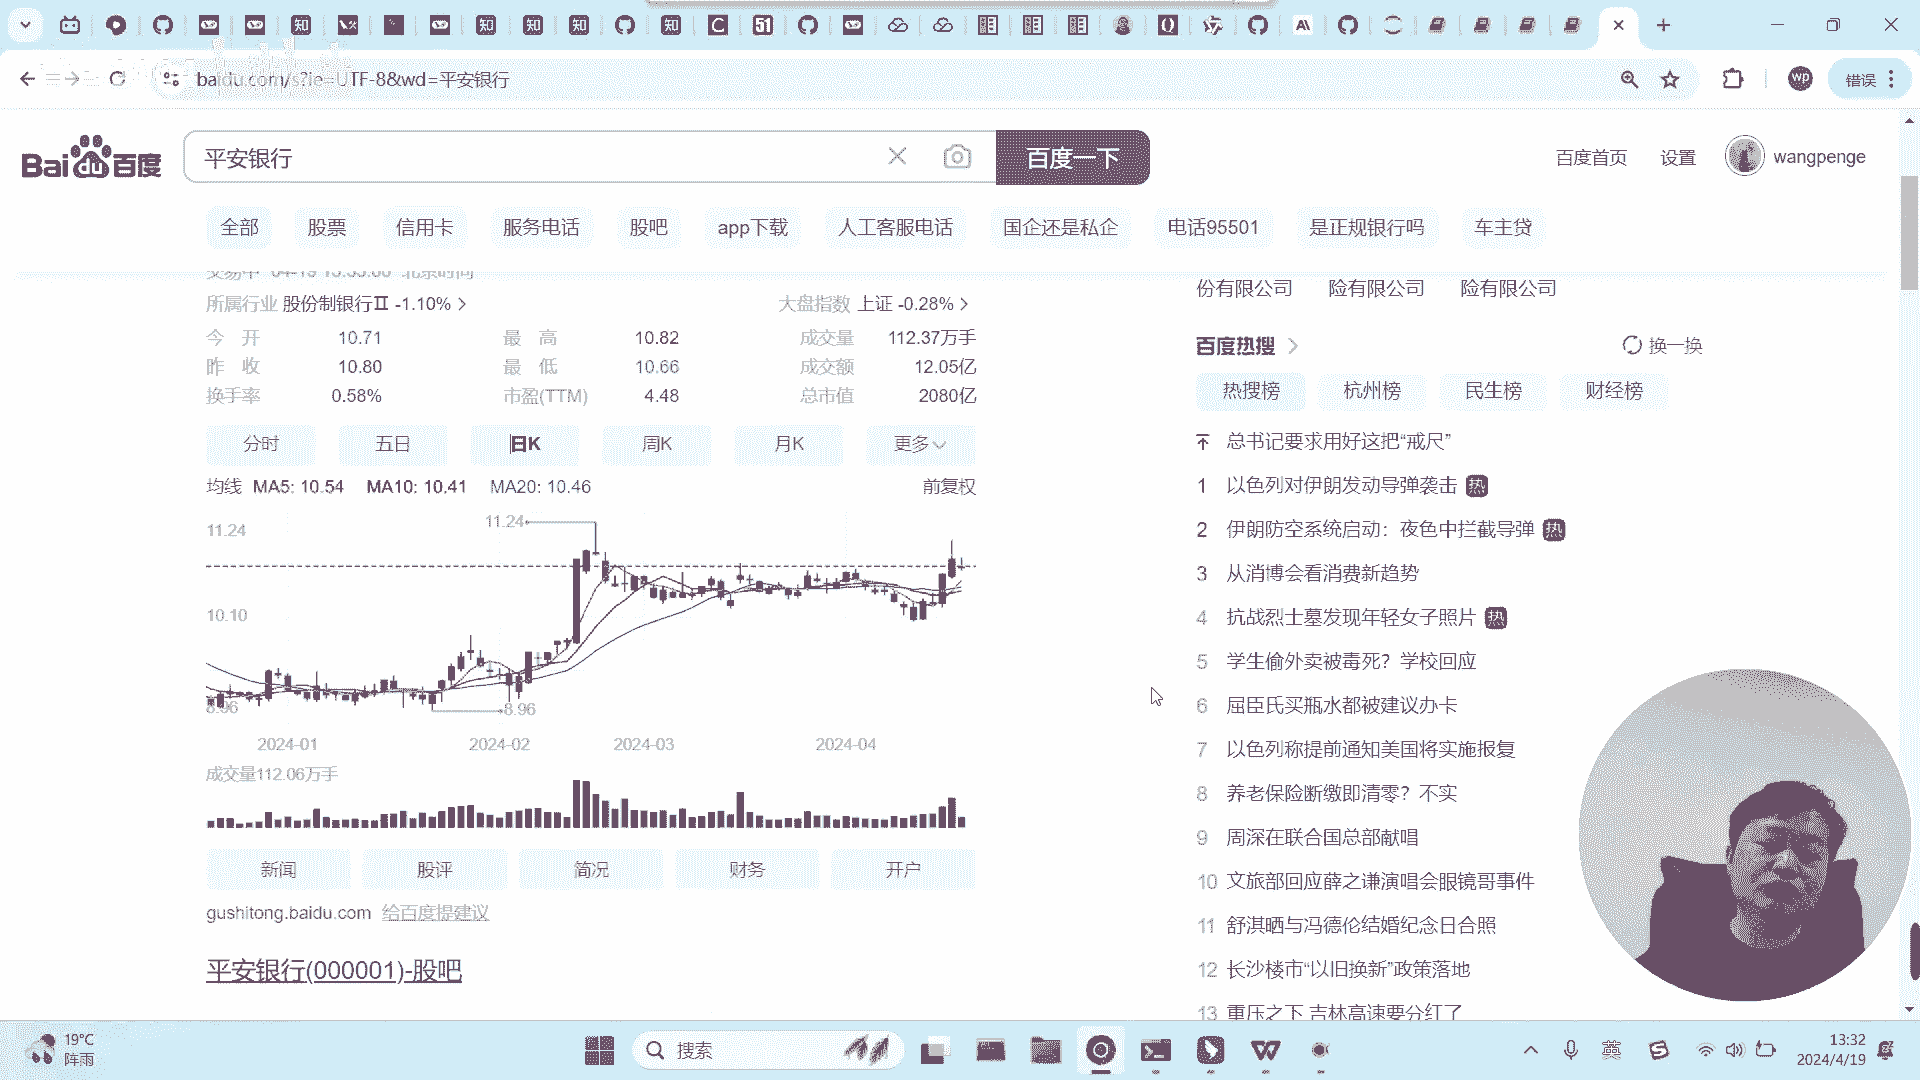 baidu.com/s?ie=UTF-8&wd=平安银行
wp
错误
Bai du 百度
平安银行
百度一下
百度首页 设置 wangpenge
全部 股票 信用卡 服务电话 股吧 app下载 人工客服电话 国企还是私企 电话95501 是正规银行吗 车主贷
所属行业 股份制银行II -1.10% >
大盘指数 上证 -0.28% >
今开 10.71 最高 10.82 成交量 112.37万手
昨收 10.80 最低 10.66 成交额 12.05亿
换手率 0.58% 市盈(TTM) 4.48 总市值 2080亿
分时 五日 日K 周K 月K 更多
均线 MA5: 10.54 MA10: 10.41 MA20: 10.46 前复权
11.24
11.24
10.10
8.96
8.96
2024-01 2024-02 2024-03 2024-04
成交量112.06万手
新闻 股评 简况 财务 开户
gushitong.baidu.com 给百度提建议
平安银行(000001)-股吧
份有限公司 险有限公司 险有限公司
百度热搜 >
换一换
热搜榜 杭州榜 民生榜 财经榜
总书记要求用好这把“戒尺”
1 以色列对伊朗发动导弹袭击 热
2 伊朗防空系统启动：夜色中拦截导弹 热
3 从消博会看消费新趋势
4 抗战烈士墓发现年轻女子照片 热
5 学生偷外卖被毒死？学校回应
6 屈臣氏买瓶水都被建议办卡
7 以色列称提前通知美国将实施报复
8 养老保险断缴即清零？不实
9 周深在联合国总部献唱
10 文旅部回应薛之谦演唱会眼镜哥事件
11 舒淇晒与冯德伦结婚纪念日合照
12 长沙楼市“以旧换新”政策落地
13 重压之下 吉林高速要分红了
19°C
阵雨
搜索
英
13:32
2024/4/19